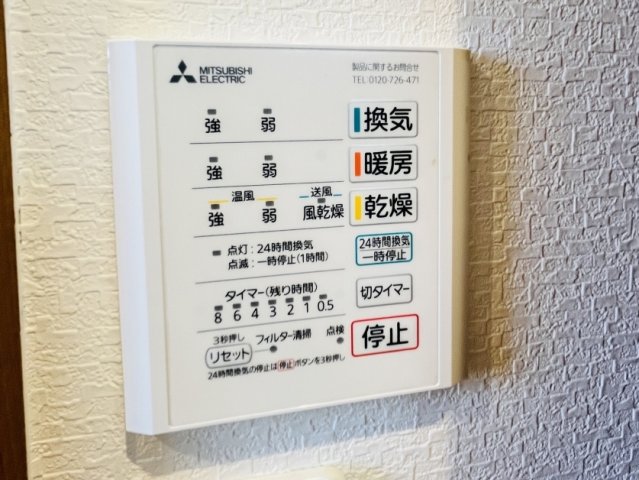 MITSUBISHI
ELECTRIC
製品に関するお問合せ
TEL 0120-726-471
強 弱 換気
強 弱 暖房
温風 送風
強 弱 風乾燥 乾燥
点灯:24時間換気
点滅:一時停止(1時間)
24時間換気
一時停止
タイマー(残り時間)
8 6 4 3 2 1 0.5
切タイマー
3秒押し
リセット フィルター清掃 点検
停止
24時間換気の停止は停止ボタンを3秒押し